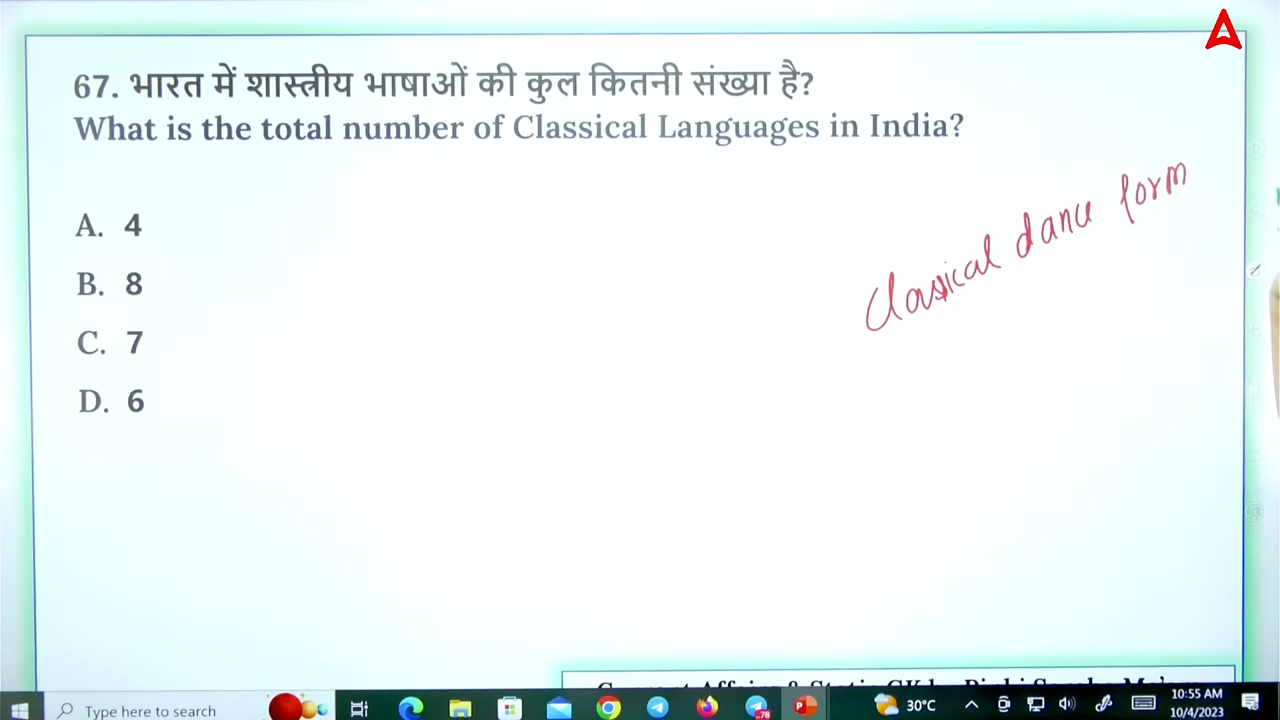 67. भारत में शास्त्रीय भाषाओं की कुल कितनी संख्या है?
What is the total number of Classical Languages in India?
Classical dance form
A. 4
B. 8
C. 7
D. 6
Type here to search
78
30°C
10:55 AM
10/4/2023